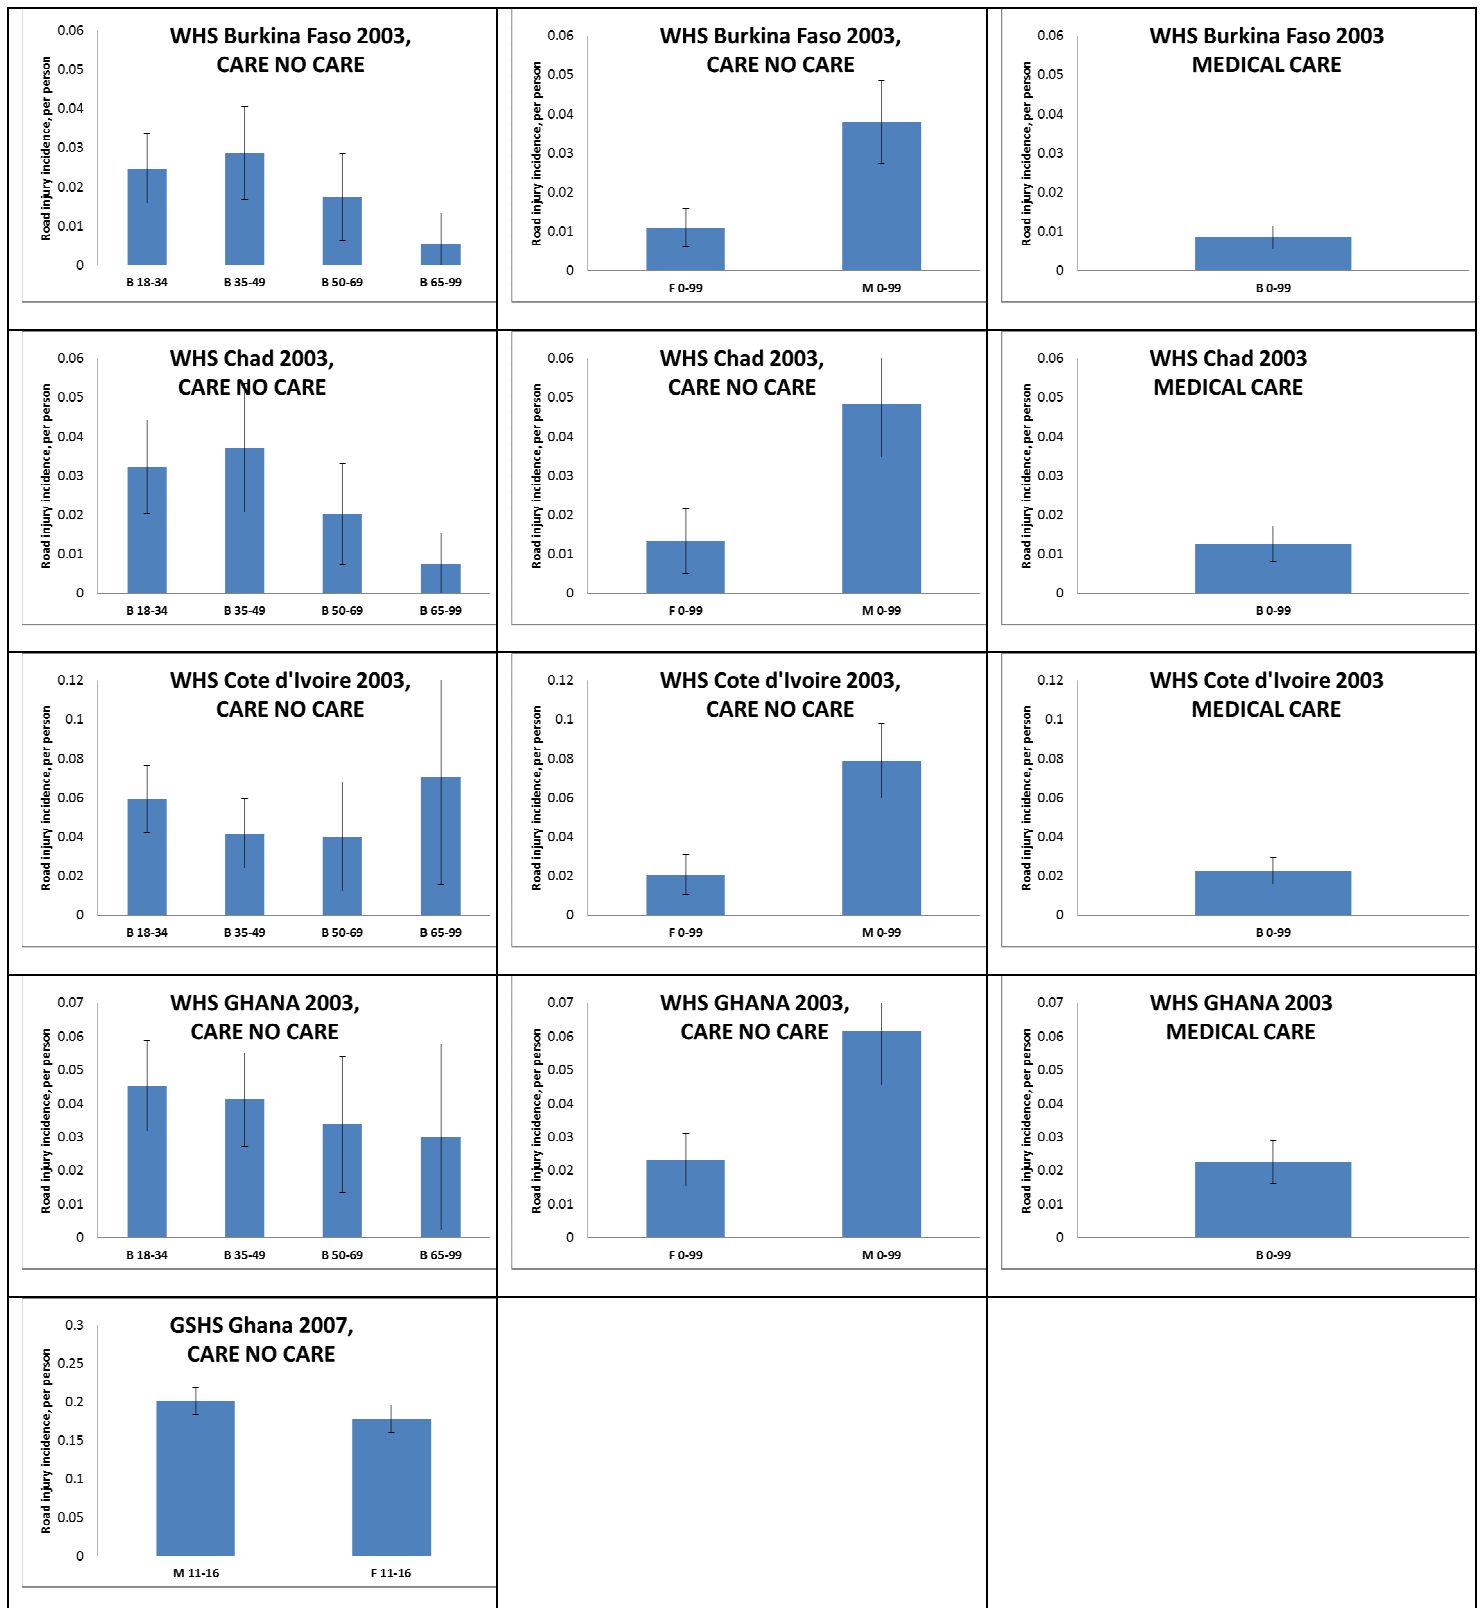 WHS Burkina Faso 2003,
CARE NO CARE
Road injury incidence, per person
0.06
0.05
0.04
0.03
0.02
0.01
0
B 18-34 B 35-49 B 50-69 B 65-99
WHS Burkina Faso 2003,
CARE NO CARE
Road injury incidence, per person
0.06
0.05
0.04
0.03
0.02
0.01
0
F 0-99 M 0-99
WHS Burkina Faso 2003
MEDICAL CARE
Road injury incidence, per person
0.06
0.05
0.04
0.03
0.02
0.01
0
B 0-99
WHS Chad 2003,
CARE NO CARE
Road injury incidence, per person
0.06
0.05
0.04
0.03
0.02
0.01
0
B 18-34 B 35-49 B 50-69 B 65-99
WHS Chad 2003,
CARE NO CARE
Road injury incidence, per person
0.06
0.05
0.04
0.03
0.02
0.01
0
F 0-99 M 0-99
WHS Chad 2003
MEDICAL CARE
Road injury incidence, per person
0.06
0.05
0.04
0.03
0.02
0.01
0
B 0-99
WHS Cote d'Ivoire 2003,
CARE NO CARE
Road injury incidence, per person
0.12
0.1
0.08
0.06
0.04
0.02
0
B 18-34 B 35-49 B 50-69 B 65-99
WHS Cote d'Ivoire 2003,
CARE NO CARE
Road injury incidence, per person
0.12
0.1
0.08
0.06
0.04
0.02
0
F 0-99 M 0-99
WHS Cote d'Ivoire 2003
MEDICAL CARE
Road injury incidence, per person
0.12
0.1
0.08
0.06
0.04
0.02
0
B 0-99
WHS GHANA 2003,
CARE NO CARE
Road injury incidence, per person
0.07
0.06
0.05
0.04
0.03
0.02
0.01
0
B 18-34 B 35-49 B 50-69 B 65-99
WHS GHANA 2003,
CARE NO CARE
Road injury incidence, per person
0.07
0.06
0.05
0.04
0.03
0.02
0.01
0
F 0-99 M 0-99
WHS GHANA 2003
MEDICAL CARE
Road injury incidence, per person
0.07
0.06
0.05
0.04
0.03
0.02
0.01
0
B 0-99
GSHS Ghana 2007,
CARE NO CARE
Road injury incidence, per person
0.3
0.25
0.2
0.15
0.1
0.05
0
M 11-16 F 11-16